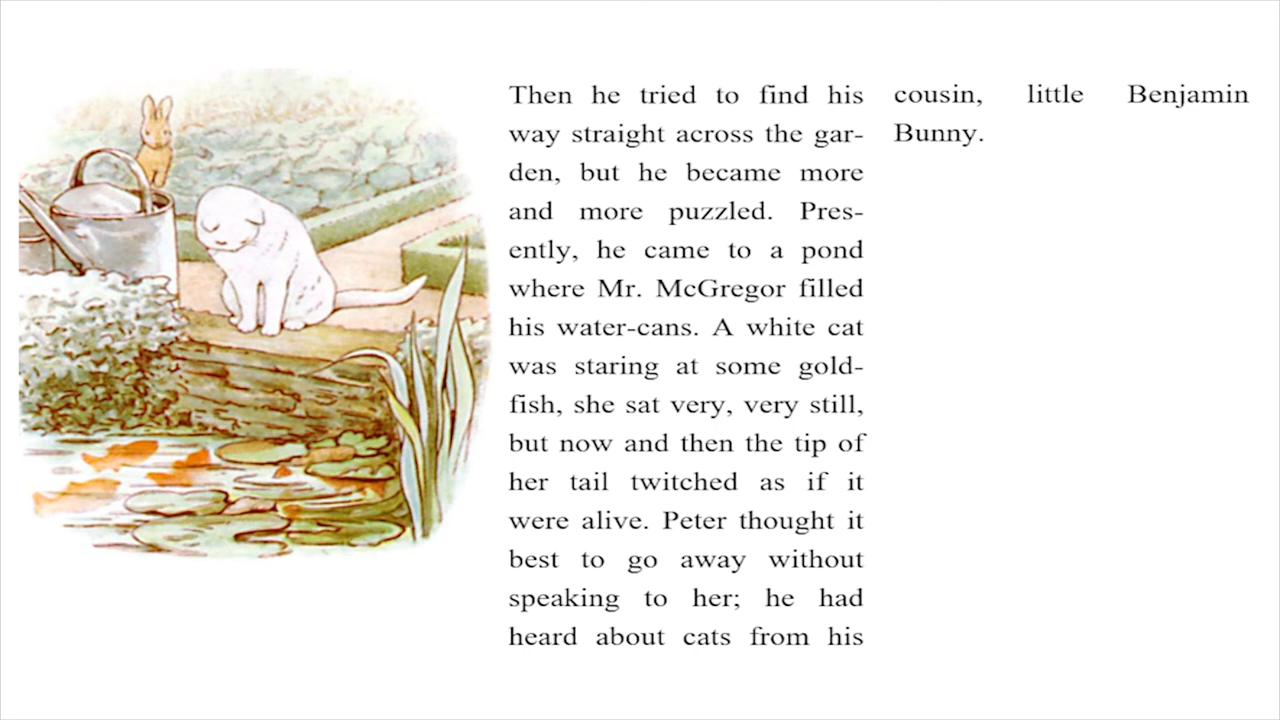 Then he tried to find his
way straight across the gar-
den, but he became more
and more puzzled. Pres-
ently, he came to a pond
where Mr. McGregor filled
his water-cans. A white cat
was staring at some gold-
fish, she sat very, very still,
but now and then the tip of
her tail twitched as if it
were alive. Peter thought it
best to go away without
speaking to her; he had
heard about cats from his
cousin, little Benjamin
Bunny.